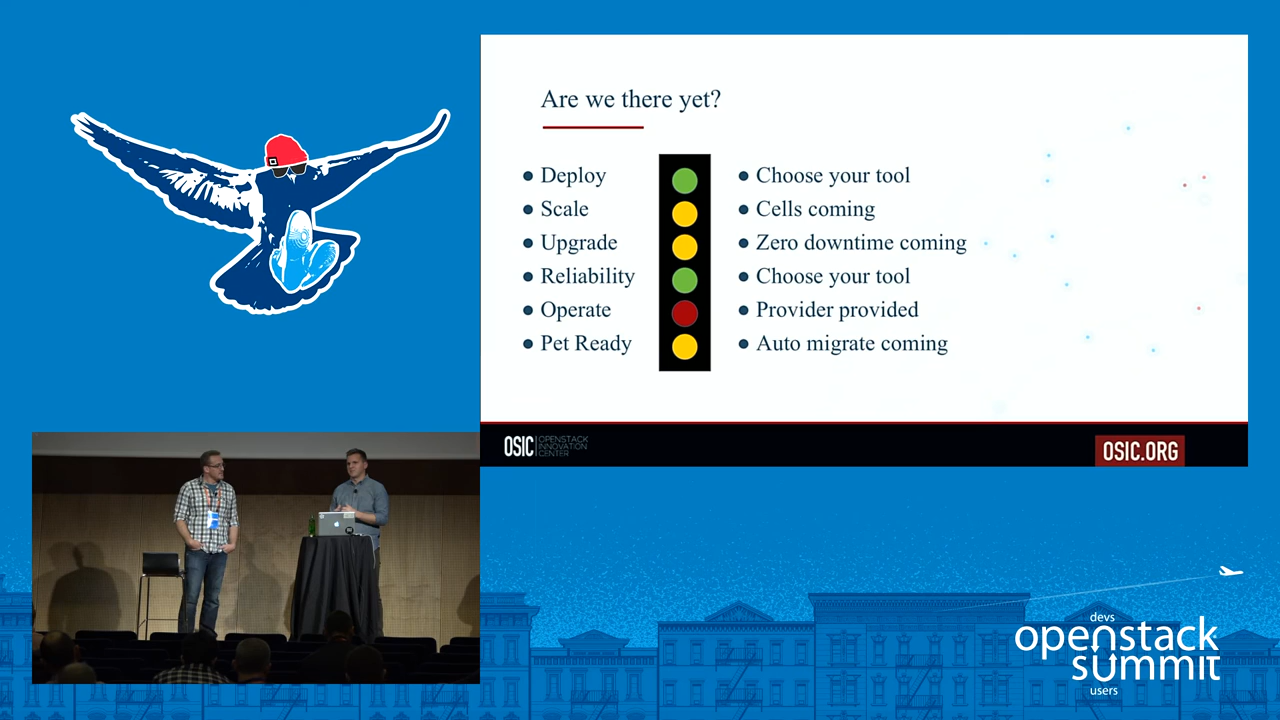 Are we there yet?
Deploy
Scale
Upgrade
Reliability
Operate
Pet Ready
Choose your tool
Cells coming
Zero downtime coming
Choose your tool
Provider provided
Auto migrate coming
OSIC
OPENSTACK
INNOVATION
CENTER
OSIC.ORG
devs
openstack
summit
users